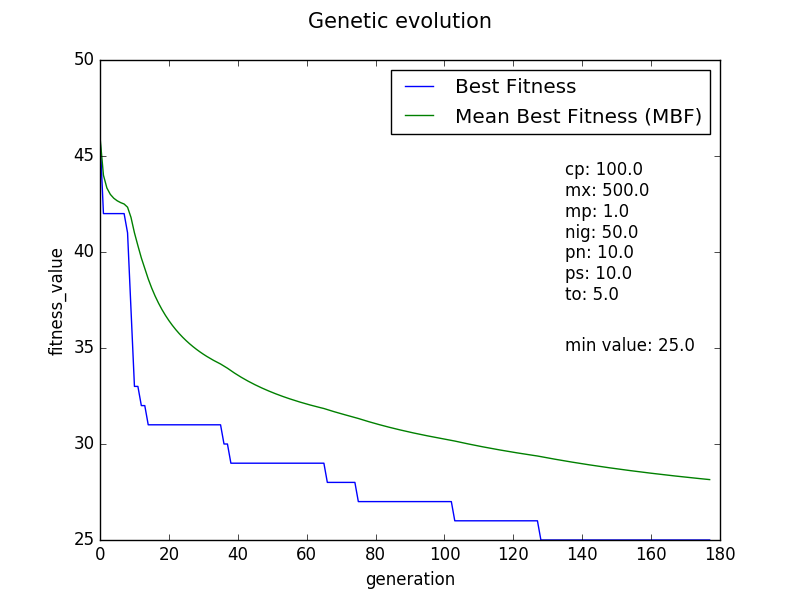 Genetic evolution
50
45
40
35
30
25
fitness_value
Best Fitness
Mean Best Fitness (MBF)
cp: 100.0
mx: 500.0
mp: 1.0
nig: 50.0
pn: 10.0
ps: 10.0
to: 5.0
min value: 25.0
0 20 40 60 80 100 120 140 160 180
generation